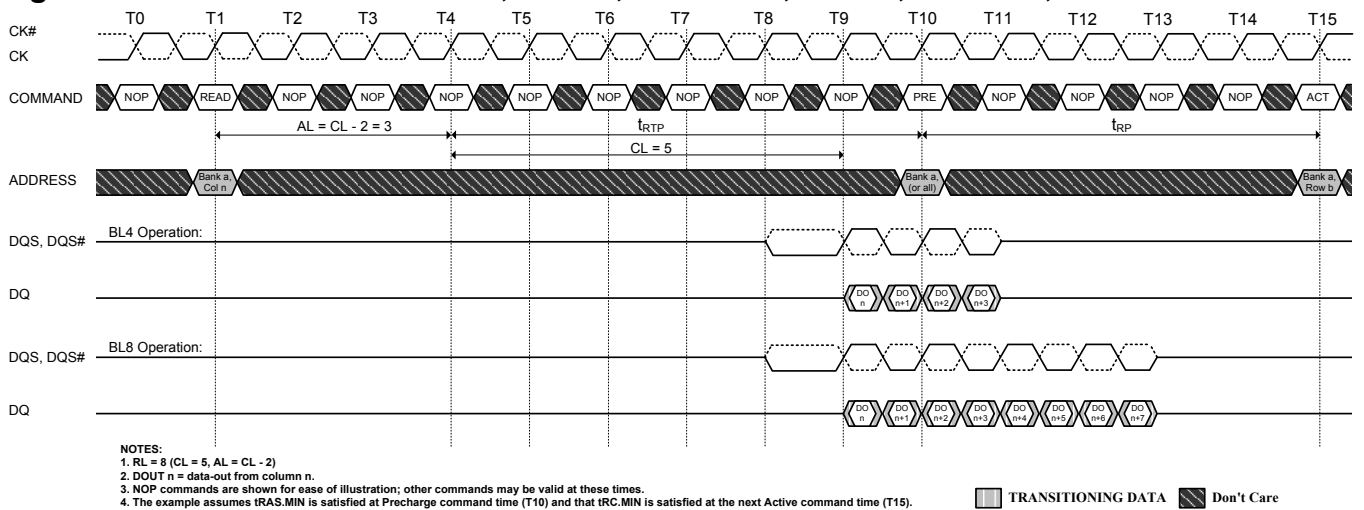 T0 T1 T2 T3 T4 T5 T6 T7 T8 T9 T10 T11 T12 T13 T14 T15
CK#
CK
COMMAND NOP READ NOP NOP NOP NOP NOP NOP NOP NOP PRE NOP NOP NOP NOP ACT
AL = CL - 2 = 3 tRTP tRP
CL = 5
ADDRESS Bank a, Col n Bank a, (or all) Bank a, Row b
DQS, DQS# BL4 Operation:
DQ DO n DO n+1 DO n+2 DO n+3
DQS, DQS# BL8 Operation:
DQ DO n DO n+1 DO n+2 DO n+3 DO n+4 DO n+5 DO n+6 DO n+7
NOTES:
1. RL = 8 (CL = 5, AL = CL - 2)
2. DOUT n = data-out from column n.
3. NOP commands are shown for ease of illustration; other commands may be valid at these times.
4. The example assumes tRAS.MIN is satisfied at Precharge command time (T10) and that tRC.MIN is satisfied at the next Active command time (T15).
TRANSITIONING DATA Don't Care